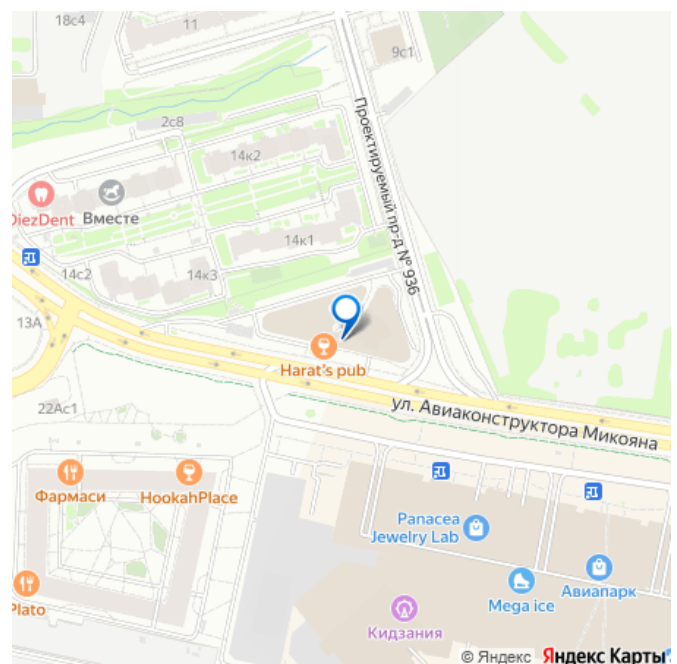 18с4
11
9с1
2с8
14к2
Проектируемый пр-д № 936
DiezDent
Вместе
14к1
14с2
14к3
13А
Harat's pub
22Ас1
ул. Авиаконструктора Микояна
Фармаси
HookahPlace
Panacea
Jewelry Lab
Plato
Mega ice
Авиапарк
Кидзания
© Яндекс Яндекс Карты